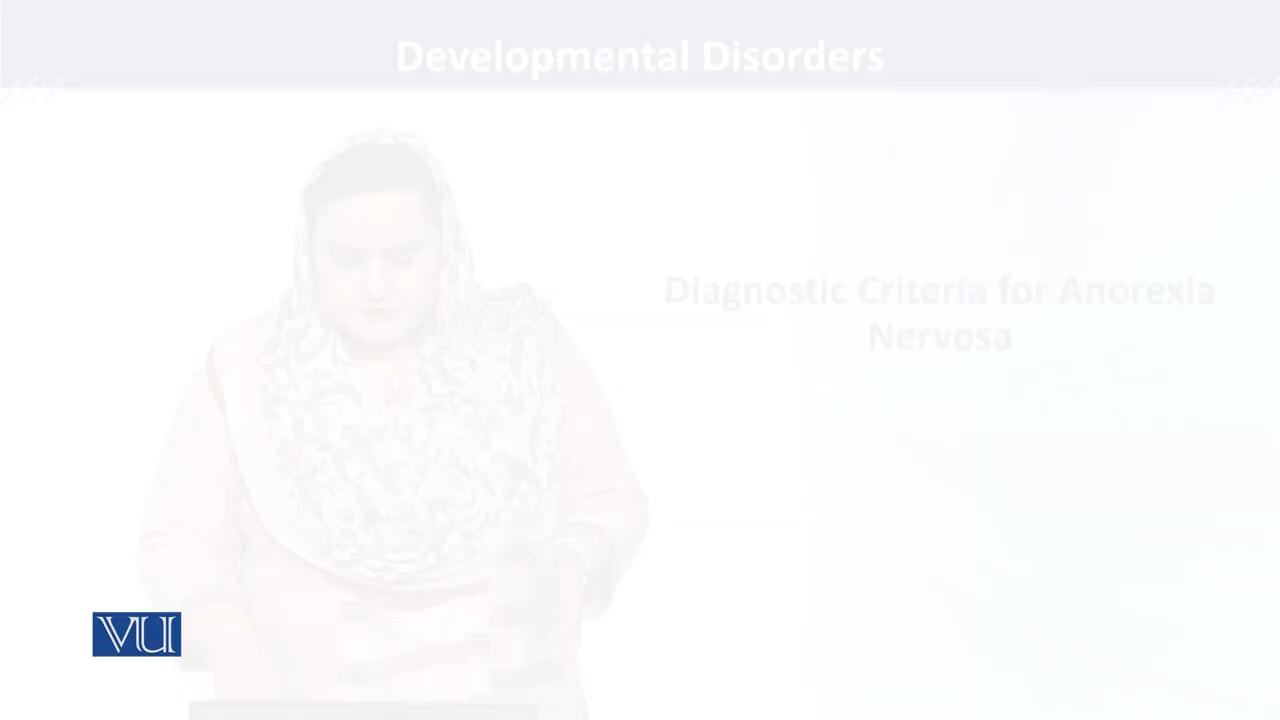 Developmental Disorders
Diagnostic Criteria for Anorexia
Nervosa
VU